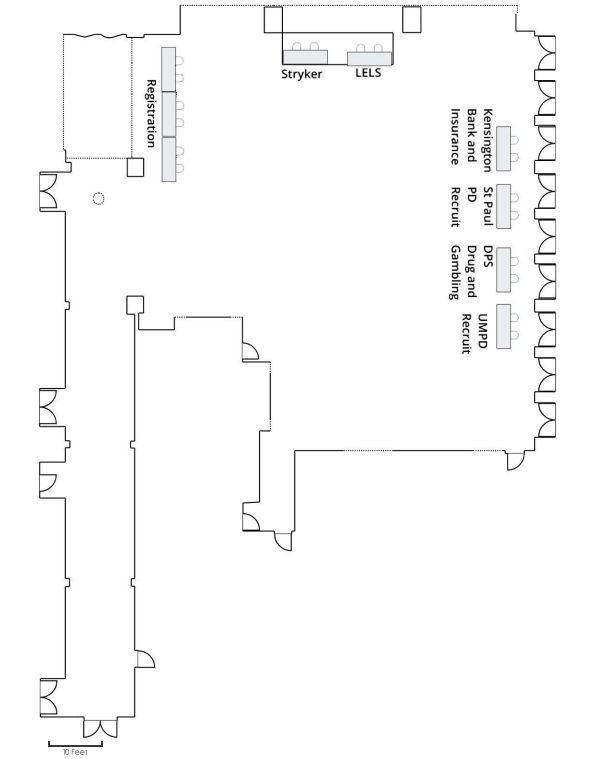 Stryker
LELS
Registration
Kensington
Bank and
Insurance
St Paul
PD
Recruit
DPS
Drug and
Gambling
UMPD
Recruit
10 Feet